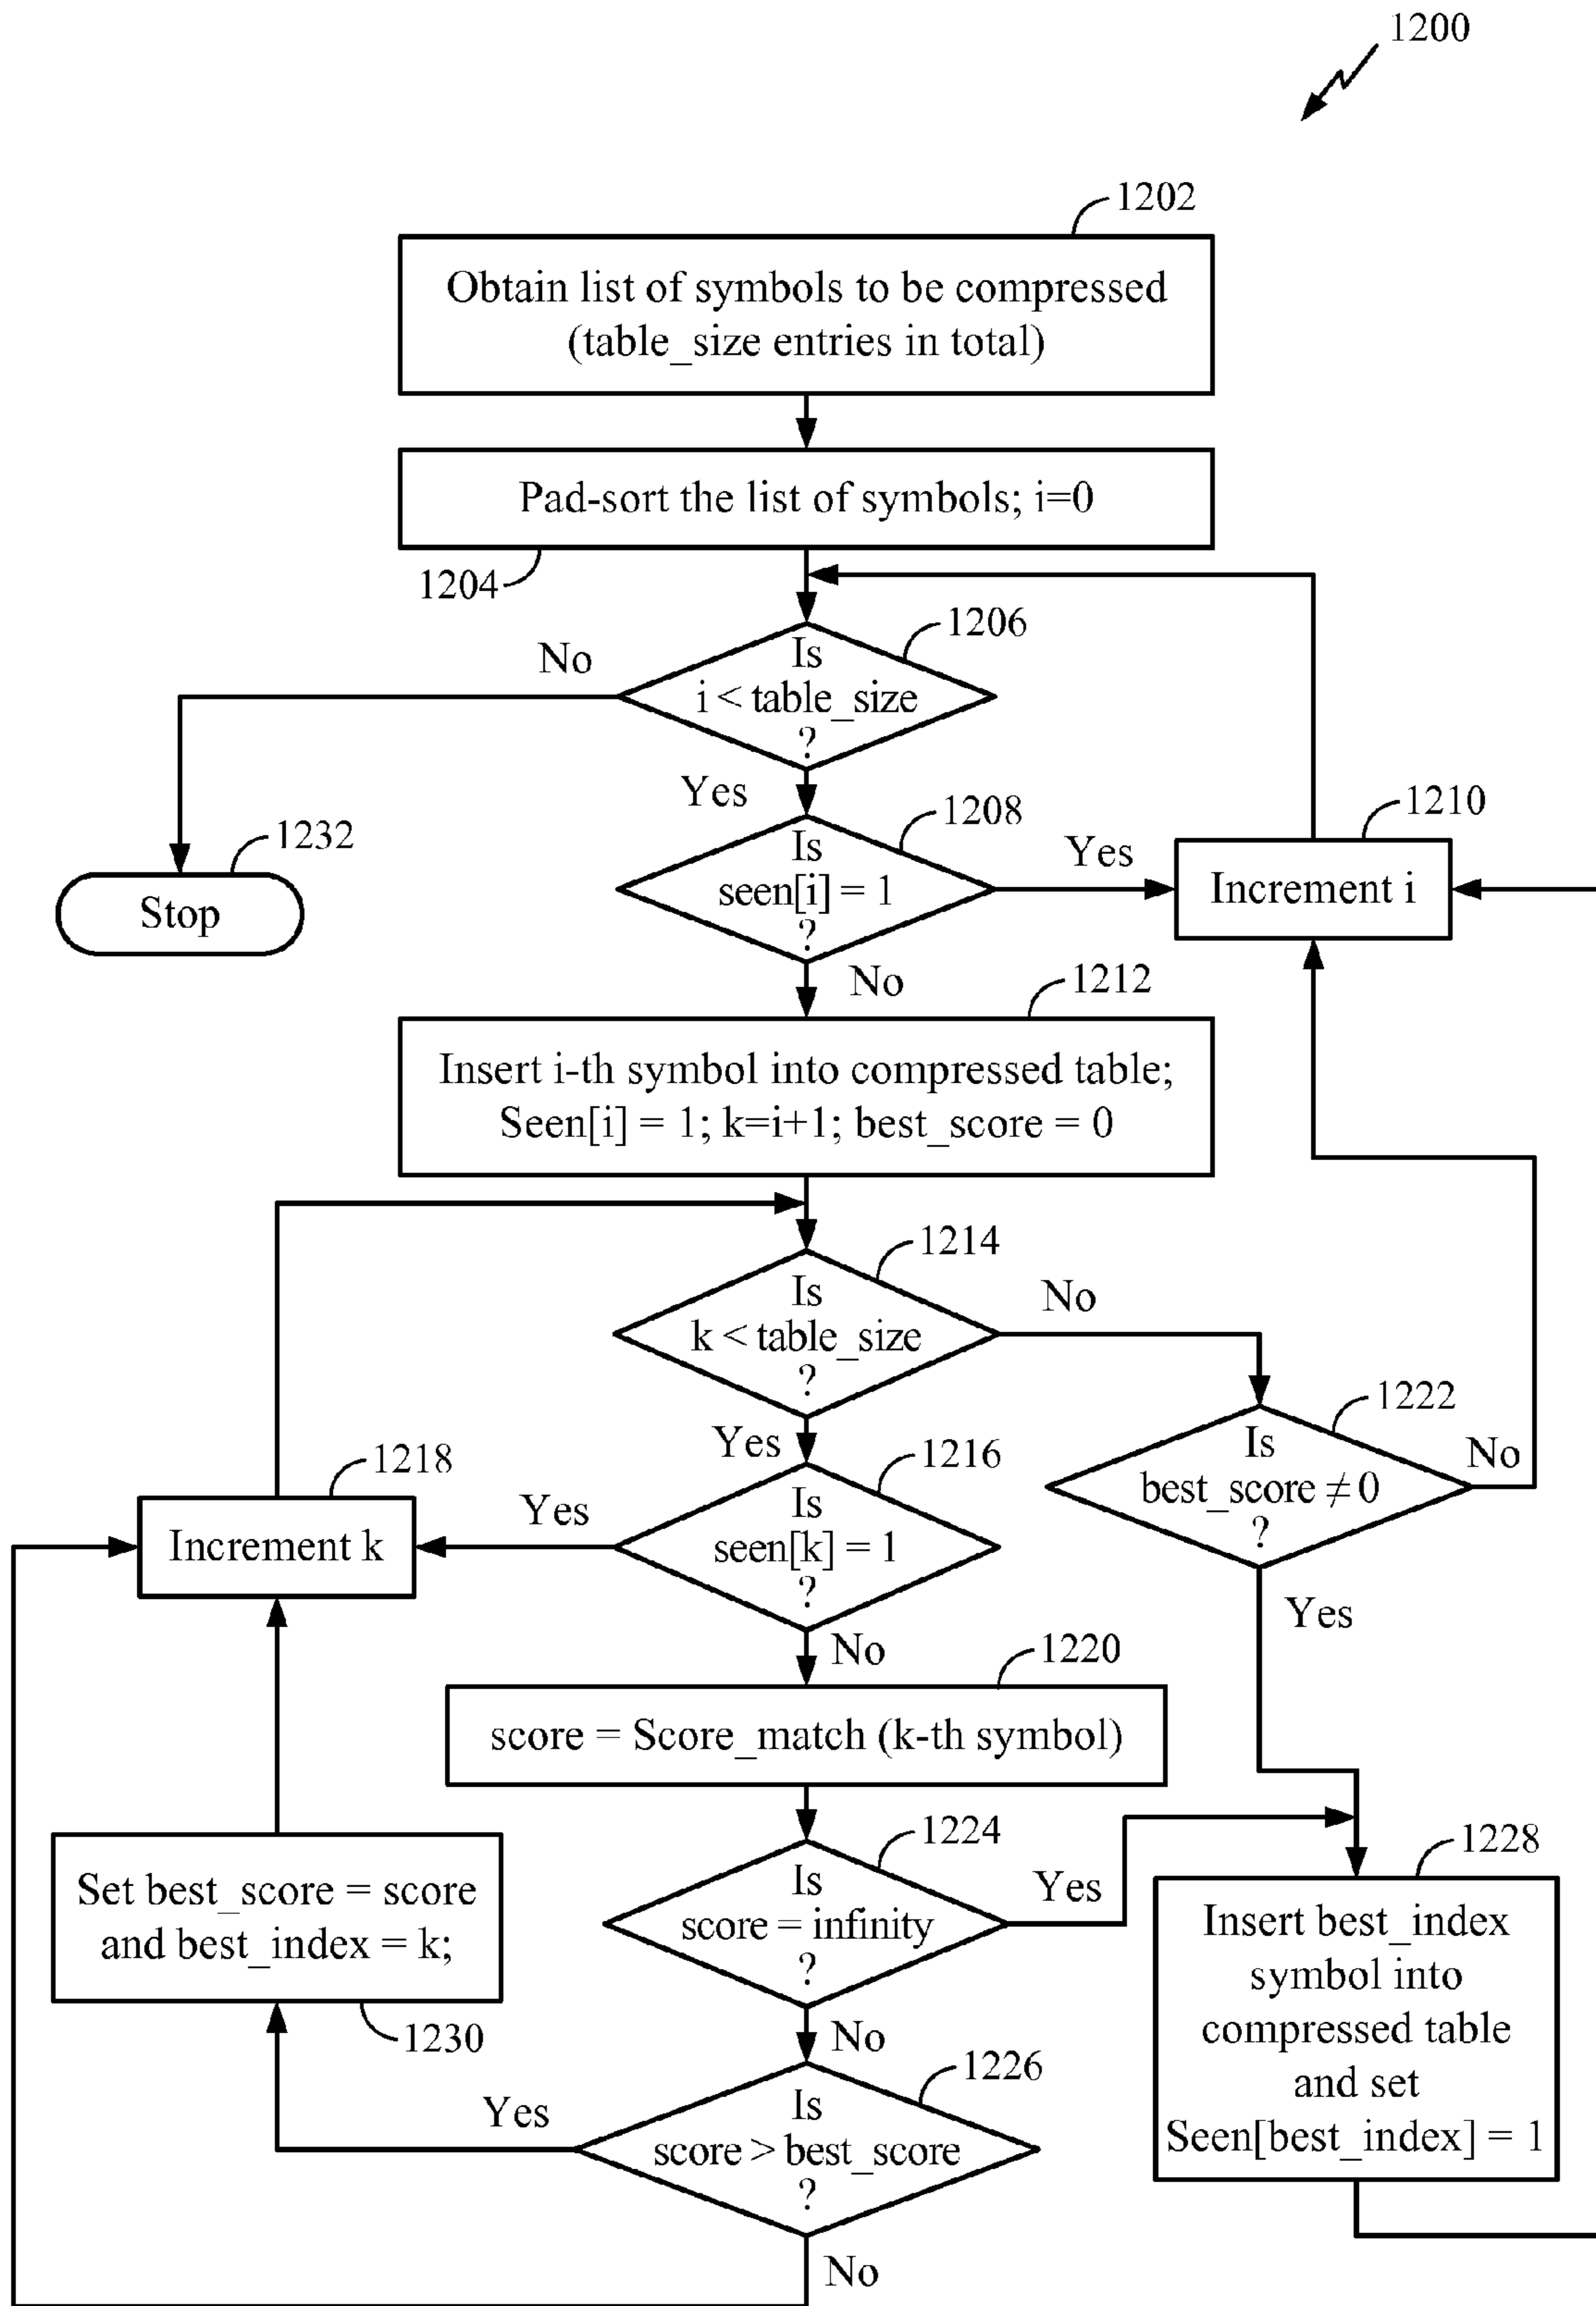 1200
1202
Obtain list of symbols to be compressed
(table_size entries in total)
Pad-sort the list of symbols; i=0
1204
1206
No
Is
i < table_size
?
Yes
1208
1210
1232
Is
seen[i] = 1
?
Yes
Increment i
Stop
No
1212
Insert i-th symbol into compressed table;
Seen[i] = 1; k=i+1; best_score = 0
1214
Is
k < table_size
?
No
1222
Yes
Is
best_score ≠ 0
?
No
1218
1216
Increment k
Yes
Is
seen[k] = 1
?
Yes
No
1220
score = Score_match (k-th symbol)
1224
Is
score = infinity
?
Yes
1228
Set best_score = score
and best_index = k;
1230
Insert best_index
symbol into
compressed table
and set
Seen[best_index] = 1
No
1226
Yes
Is
score > best_score
?
No